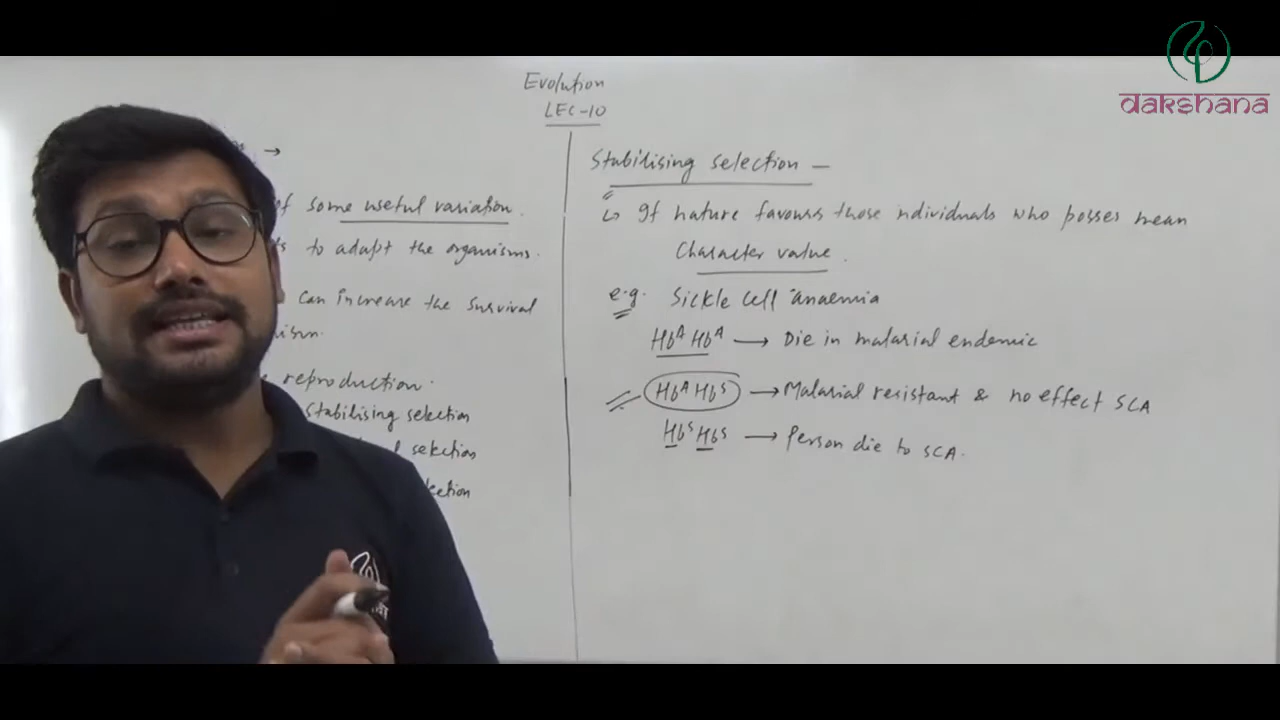 dakshana
Evolution
LEC-10
→
of some useful variation.
to adapt the organisms.
can increase the survival
reproduction.
Stabilising selection
selection
Stabilising selection —
↳ If nature favours those individuals who posses mean
Character value.
e.g. Sickle cell anaemia
Hbᴬ Hbᴬ → Die in malarial endemic
Hbᴬ Hbˢ → Malarial resistant & no effect SCA
Hbˢ Hbˢ → Person die to SCA.